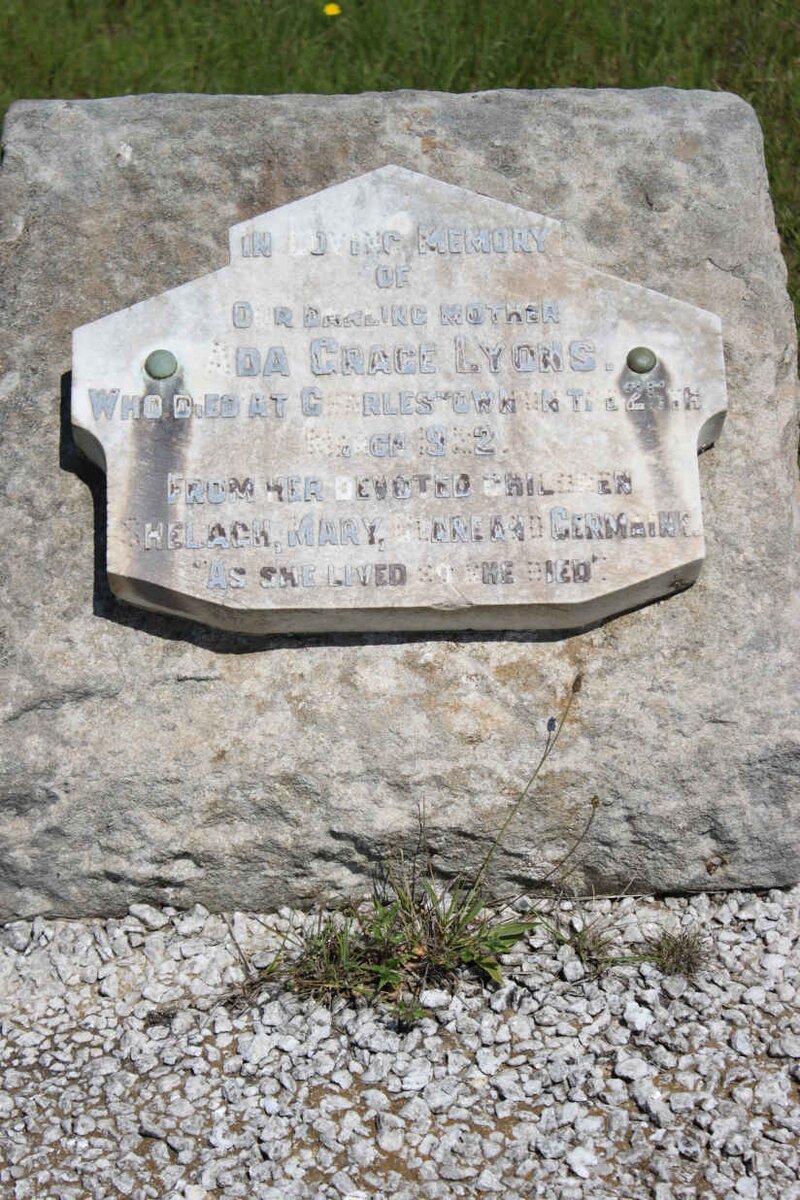 IN LOVING MEMORY
OF
OUR DARLING MOTHER
ADA GRACE LYONS.
WHO DIED AT CHARLESTOWN ON THE
FROM HER DEVOTED CHILDREN
SHELAGH, MARY, AND GERMAINE.
"AS SHE LIVED SO SHE DIED".